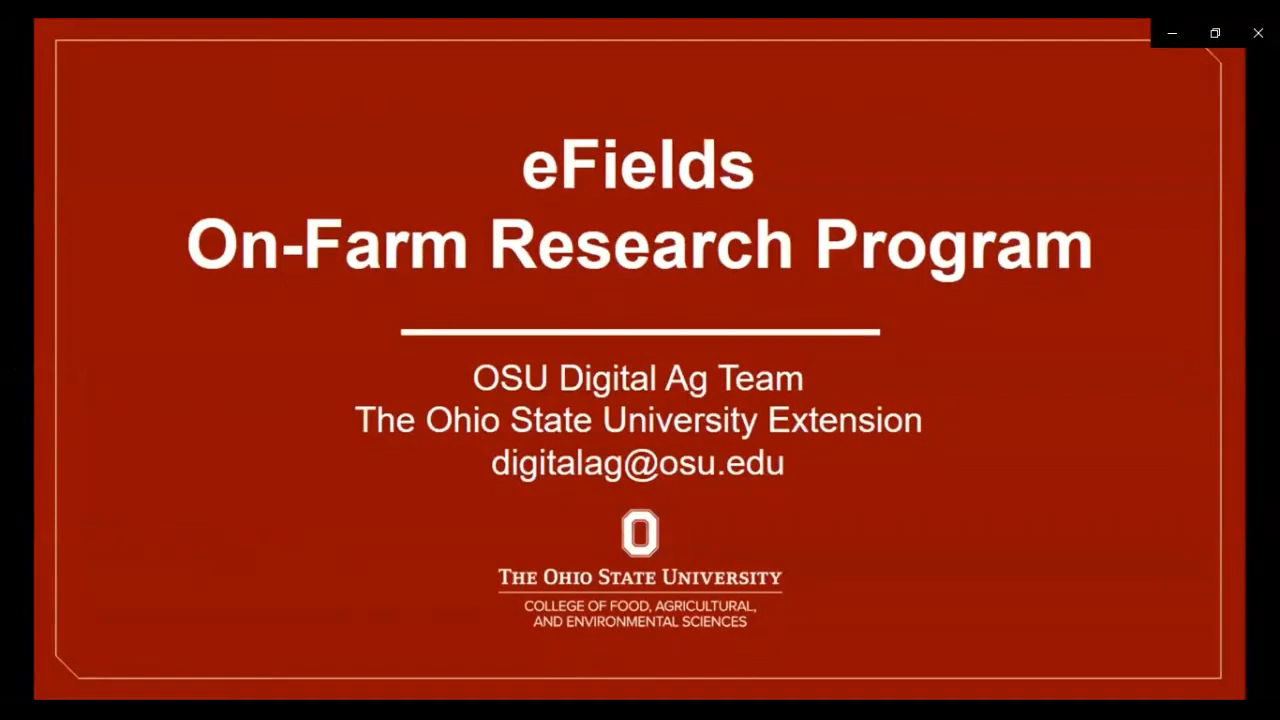 eFields
On-Farm Research Program
OSU Digital Ag Team
The Ohio State University Extension
digitalag@osu.edu
O
THE OHIO STATE UNIVERSITY
COLLEGE OF FOOD, AGRICULTURAL,
AND ENVIRONMENTAL SCIENCES